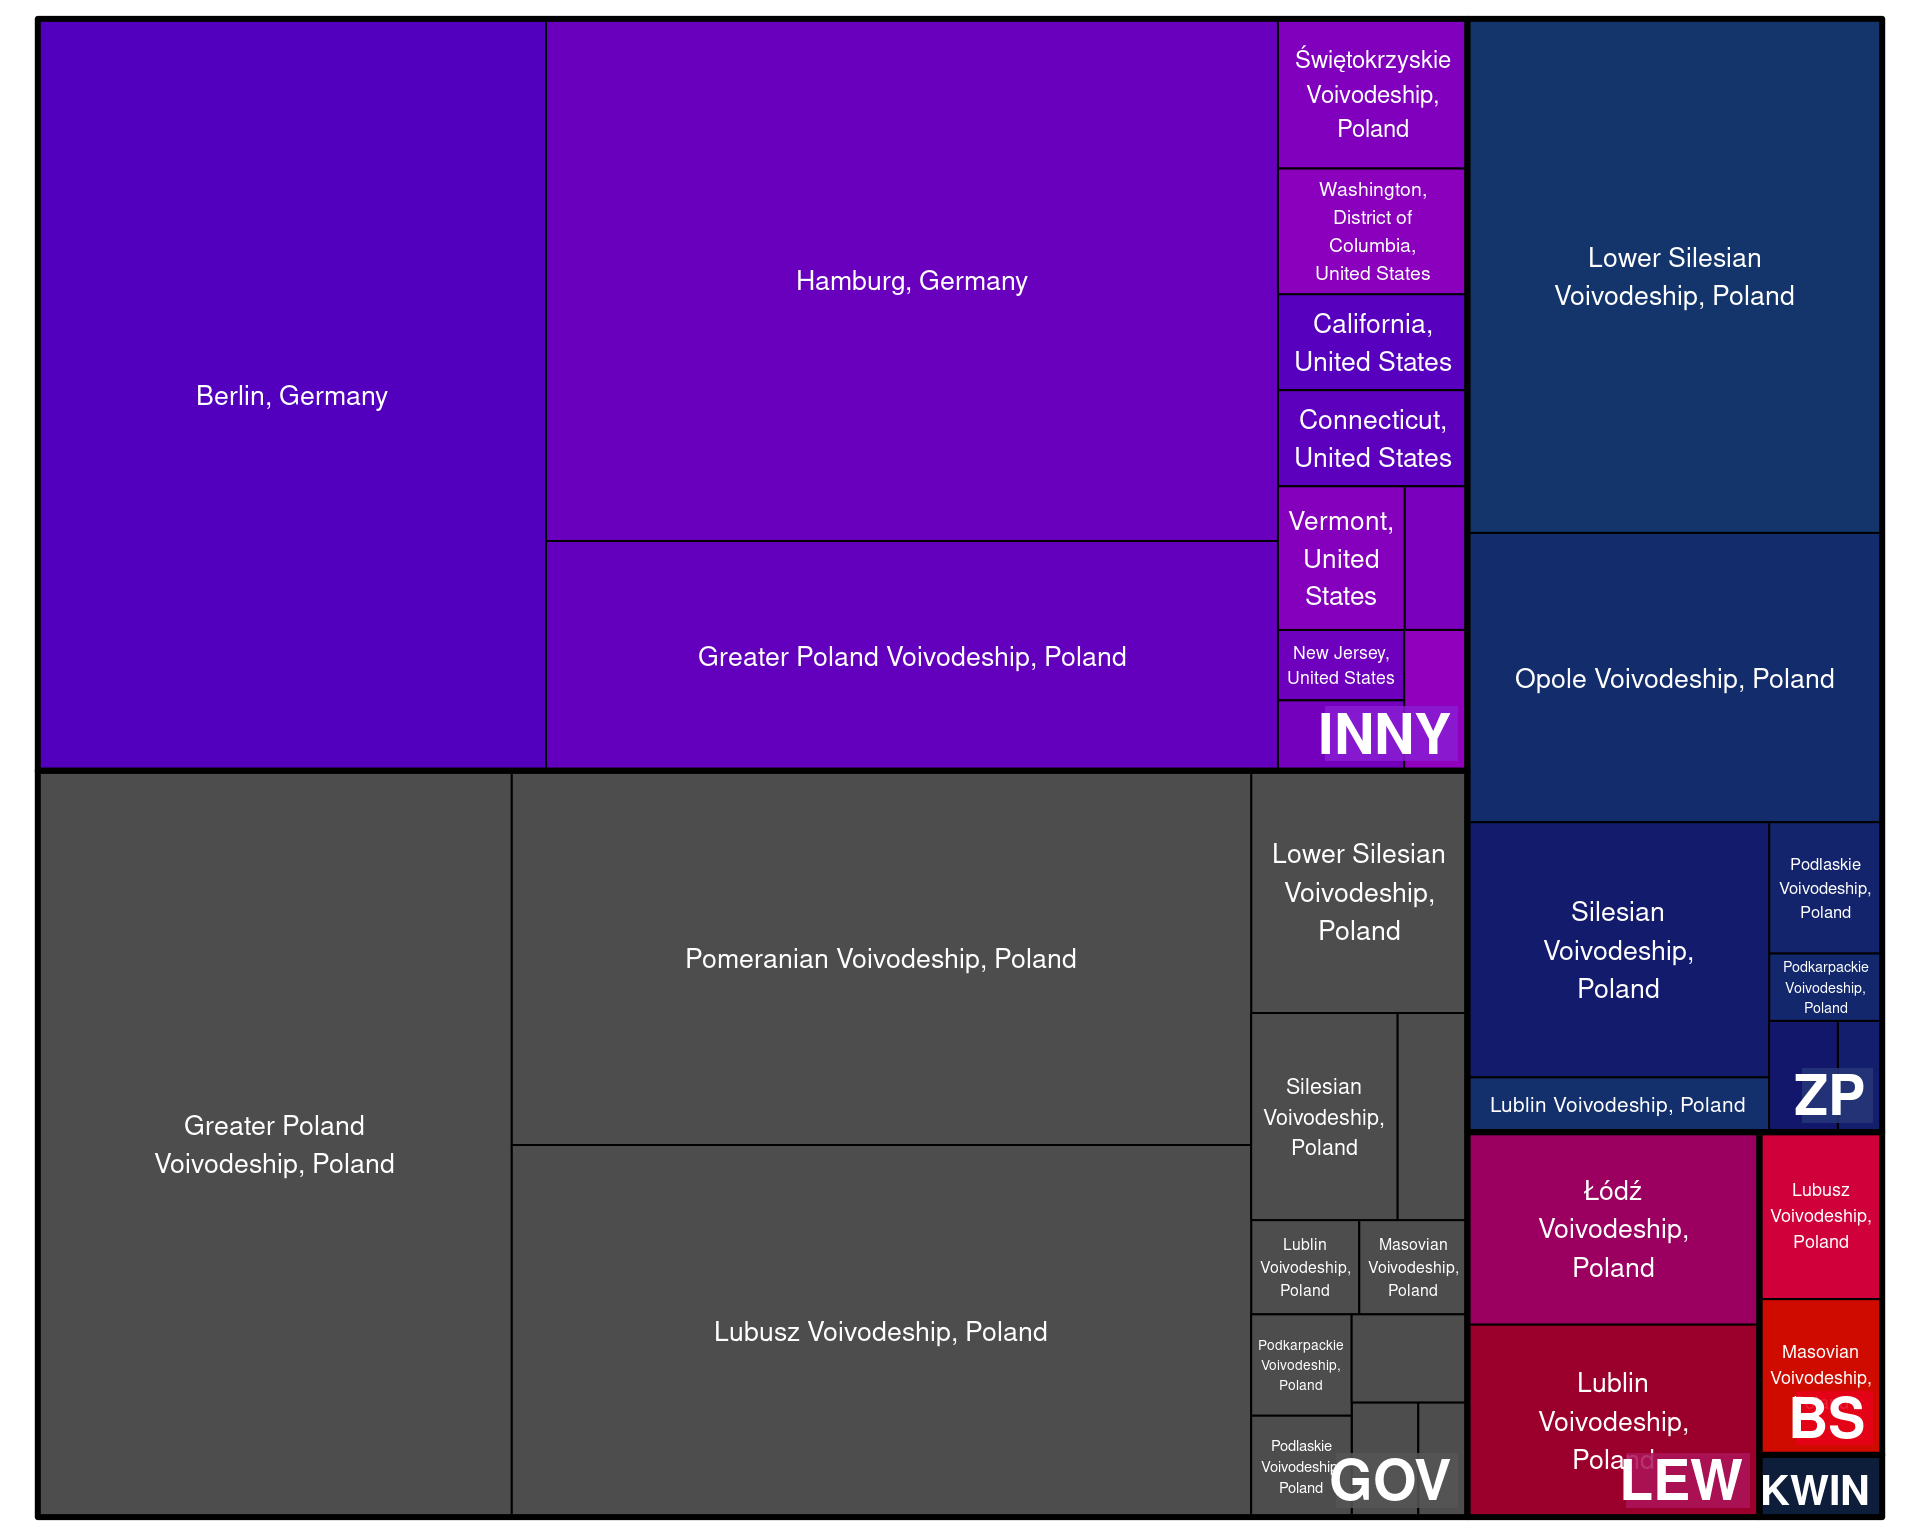 Berlin, Germany
Hamburg, Germany
Greater Poland Voivodeship, Poland
Świętokrzyskie
Voivodeship,
Poland
Washington,
District of
Columbia,
United States
California,
United States
Connecticut,
United States
Vermont,
United
States
New Jersey,
United States
INNY
Greater Poland
Voivodeship, Poland
Pomeranian Voivodeship, Poland
Lubusz Voivodeship, Poland
Lower Silesian
Voivodeship,
Poland
Silesian
Voivodeship,
Poland
Lublin
Voivodeship,
Poland
Masovian
Voivodeship,
Poland
Podkarpackie
Voivodeship,
Poland
Podlaskie
Voivodeship,
Poland
GOV
Lower Silesian
Voivodeship, Poland
Opole Voivodeship, Poland
Silesian
Voivodeship,
Poland
Podlaskie
Voivodeship,
Poland
Podkarpackie
Voivodeship,
Poland
Lublin Voivodeship, Poland
ZP
Łódź
Voivodeship,
Poland
Lublin
Voivodeship,
Poland
LEW
Lubusz
Voivodeship,
Poland
Masovian
Voivodeship,
BS
KWIN